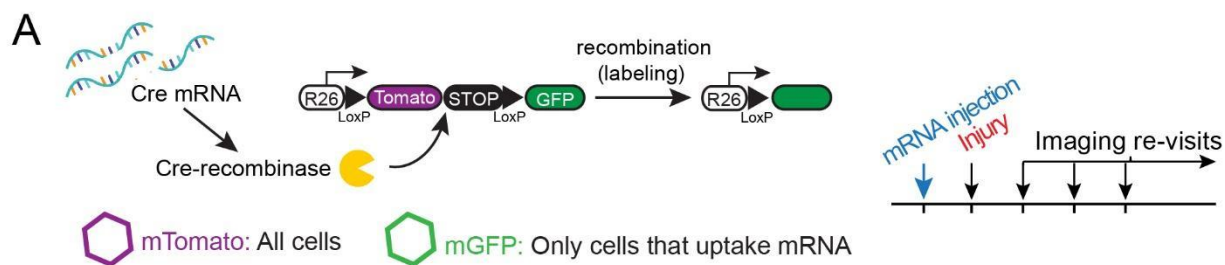 A
Cre mRNA
Cre-recombinase
R26
Tomato
STOP
GFP
LoxP
LoxP
recombination
(labeling)
R26
LoxP
mRNA injection
Injury
Imaging re-visits
mTomato: All cells
mGFP: Only cells that uptake mRNA